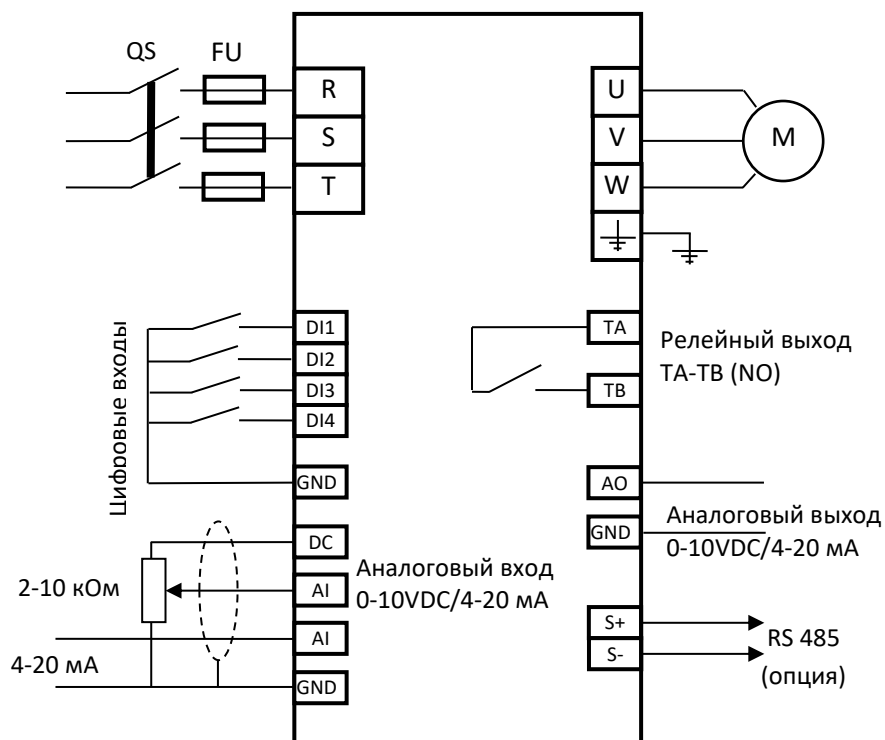 QS
FU
R
S
T
U
V
W
M
Цифровые входы
DI1
DI2
DI3
DI4
GND
TA
TB
Релейный выход
TA-TB (NO)
AO
GND
Аналоговый выход
0-10VDC/4-20 мА
DC
AI
AI
GND
2-10 кОм
4-20 мА
Аналоговый вход
0-10VDC/4-20 мА
S+
S-
RS 485
(опция)